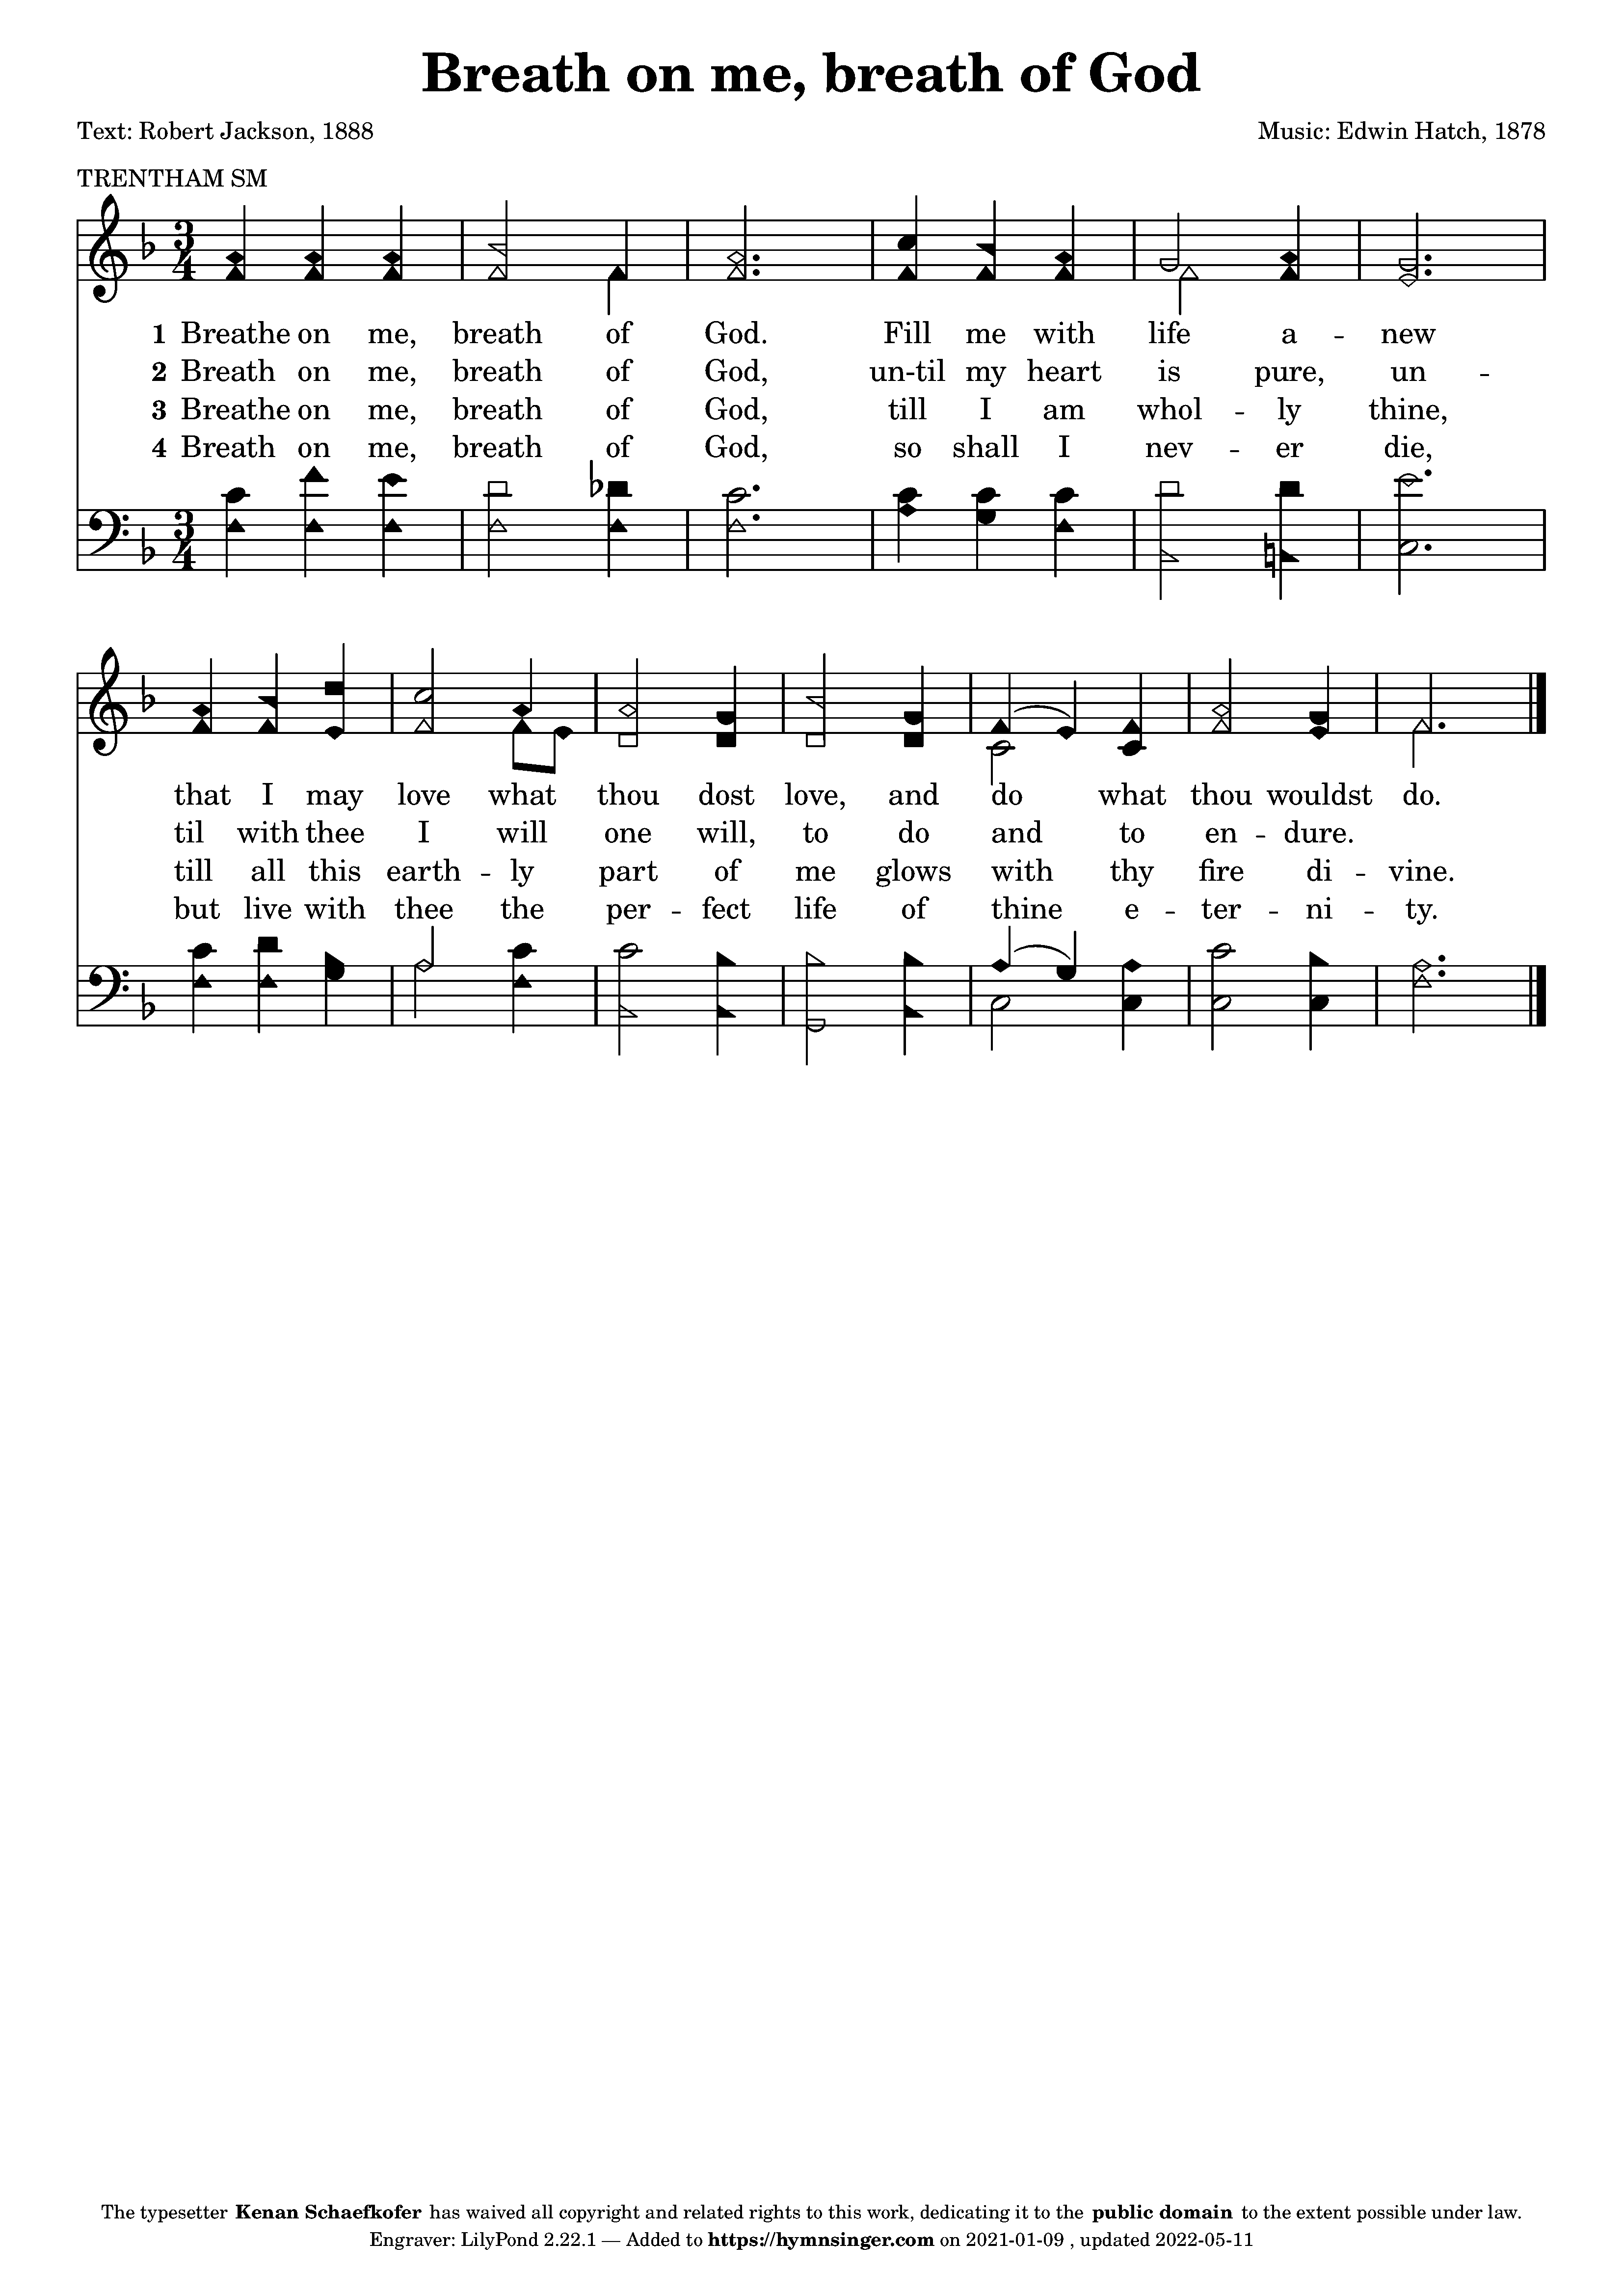 Breath on me, breath of God
Text: Robert Jackson, 1888
Music: Edwin Hatch, 1878
TRENTHAM SM
3
4
1 Breathe on me, breath of God. Fill me with life a -- new
2 Breath on me, breath of God, un-til my heart is pure, un --
3 Breathe on me, breath of God, till I am whol -- ly thine,
4 Breath on me, breath of God, so shall I nev -- er die,
3
4
that I may love what thou dost love, and do what thou wouldst do.
til with thee I will one will, to do and to en -- dure.
till all this earth -- ly part of me glows with thy fire di -- vine.
but live with thee the per -- fect life of thine e -- ter -- ni -- ty.
The typesetter Kenan Schaefkofer has waived all copyright and related rights to this work, dedicating it to the public domain to the extent possible under law.
Engraver: LilyPond 2.22.1 — Added to https://hymnsinger.com on 2021-01-09 , updated 2022-05-11